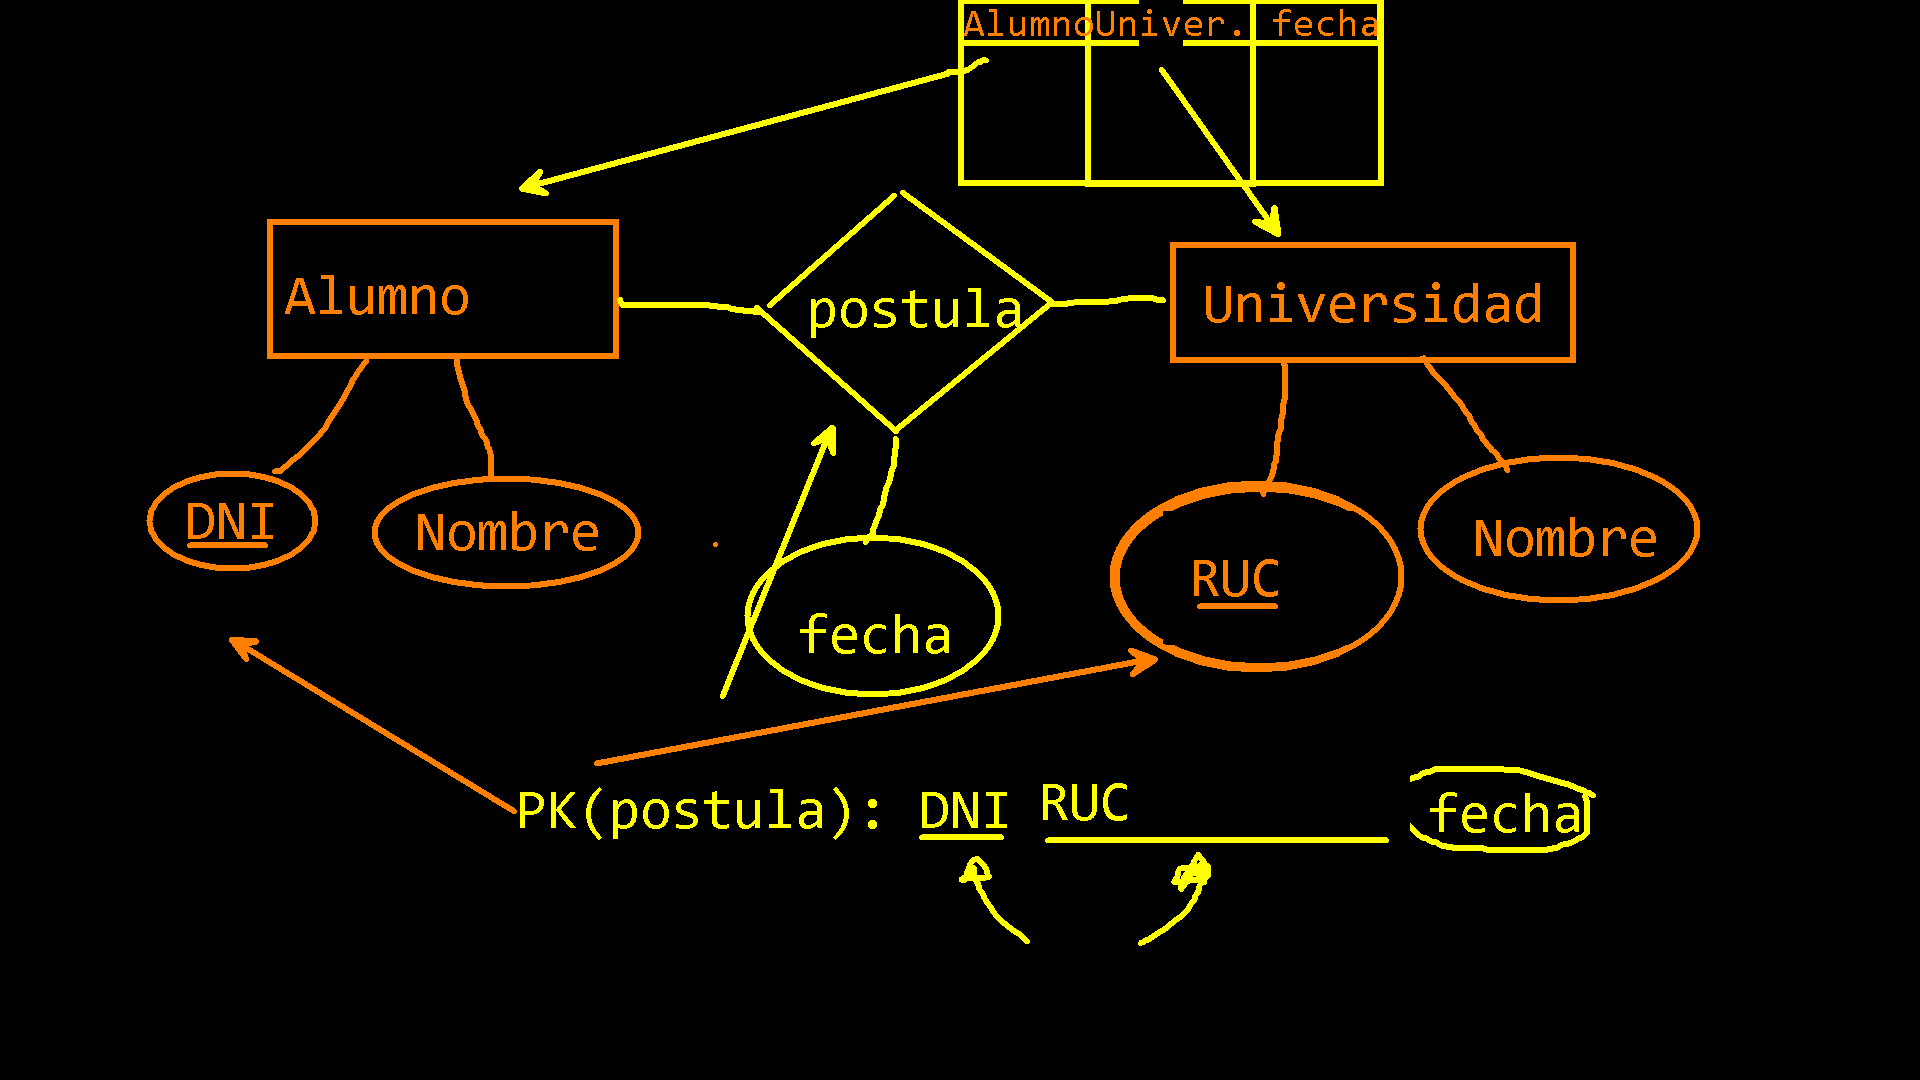 Alumno Univer. fecha
Alumno
postula
Universidad
DNI
Nombre
fecha
RUC
Nombre
PK(postula): DNI RUC fecha